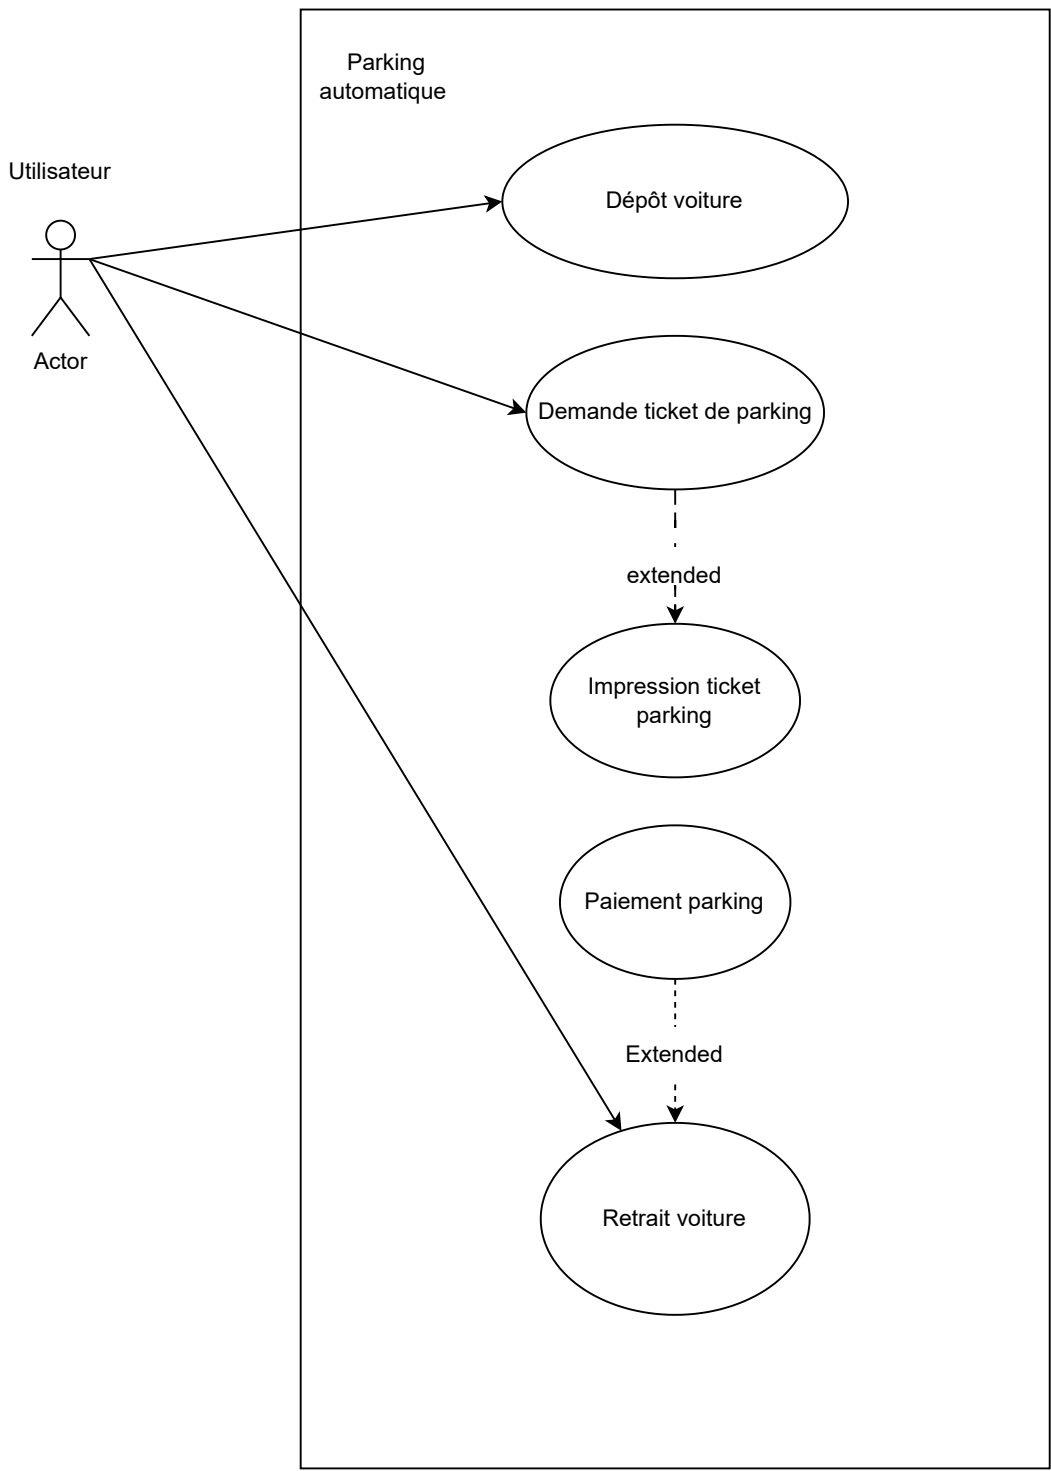 Parking
automatique
Utilisateur
Actor
Dépôt voiture
Demande ticket de parking
extended
Impression ticket
parking
Paiement parking
Extended
Retrait voiture